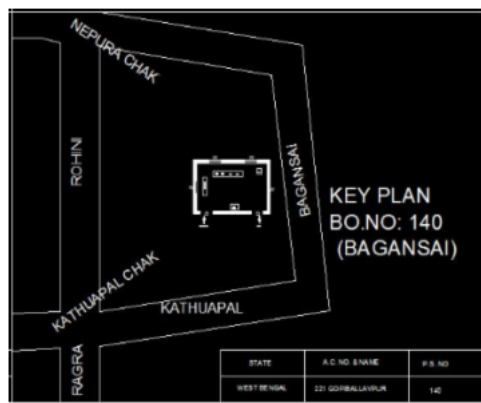 NEPURA CHAK
ROHINI
BAGANSAI
KEY PLAN
BO.NO: 140
(BAGANSAI)
KATHUAPAL CHAK
KATHUAPAL
RAGRA
STATE A.C. NO. & NAME P.S. NO
WEST BENGAL 221 GOPIBALLAVPUR 140